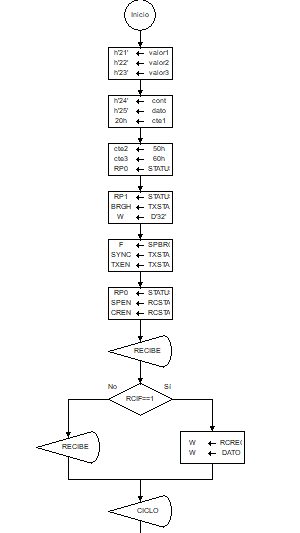 Inicio
h'21' ← valor1
h'22' ← valor2
h'23' ← valor3
h'24' ← cont
h'25' ← dato
20h ← cte1
cte2 ← 50h
cte3 ← 60h
RP0 ← STATU
RP1 ← STATU
BRGH ← TXSTA
W ← D'32'
F ← SPBR
SYNC ← TXSTA
TXEN ← TXSTA
RP0 ← STATU
SPEN ← RCSTA
CREN ← RCSTA
RECIBE
No
Sí
RCIF==1
RECIBE
W ← RCRE
W ← DATO
CICLO